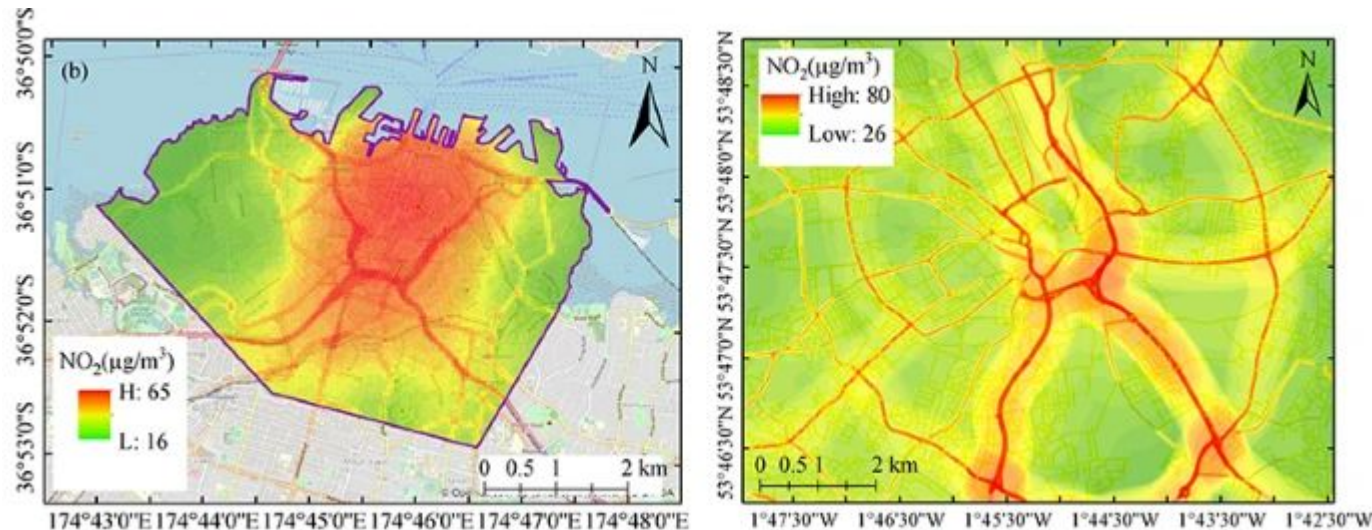 (b)
N
36°50'0"S
36°51'0"S
36°52'0"S
36°53'0"S
NO₂(μg/m³)
H: 65
L: 16
0 0.5 1 2 km
174°43'0"E 174°44'0"E 174°45'0"E 174°46'0"E 174°47'0"E 174°48'0"E
NO₂(μg/m³)
High: 80
Low: 26
N
53°48'30"N
53°48'0"N
53°47'30"N
53°47'0"N
53°46'30"N
0 0.5 1 2 km
1°47'30"W 1°46'30"W 1°45'30"W 1°44'30"W 1°43'30"W 1°42'30"W